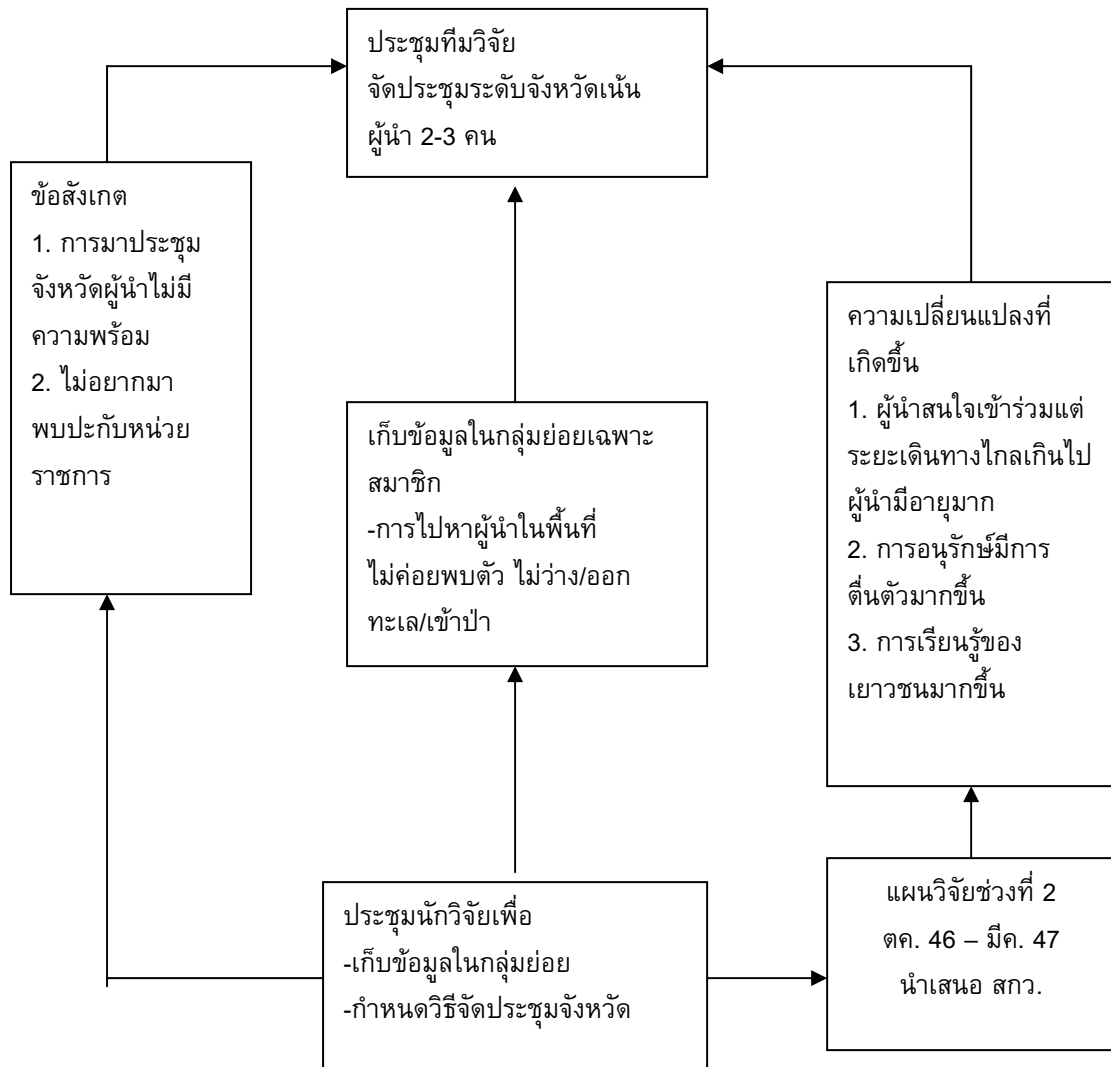 ประชุมทีมวิจัย
จัดประชุมระดับจังหวัดเน้น
ผู้นำ 2-3 คน
ข้อสังเกต
1. การมาประชุม
จังหวัดผู้นำไม่มี
ความพร้อม
2. ไม่อยากมา
พบปะกับหน่วย
ราชการ
เก็บข้อมูลในกลุ่มย่อยเฉพาะ
สมาชิก
-การไปหาผู้นำในพื้นที่
ไม่ค่อยพบตัว ไม่ว่าง/ออก
ทะเล/เข้าป่า
ความเปลี่ยนแปลงที่
เกิดขึ้น
1. ผู้นำสนใจเข้าร่วมแต่
ระยะเดินทางไกลเกินไป
ผู้นำมีอายุมาก
2. การอนุรักษ์มีการ
ตื่นตัวมากขึ้น
3. การเรียนรู้ของ
เยาวชนมากขึ้น
ประชุมนักวิจัยเพื่อ
-เก็บข้อมูลในกลุ่มย่อย
-กำหนดวิธีจัดประชุมจังหวัด
แผนวิจัยช่วงที่ 2
ตค. 46 – มีค. 47
นำเสนอ สกว.